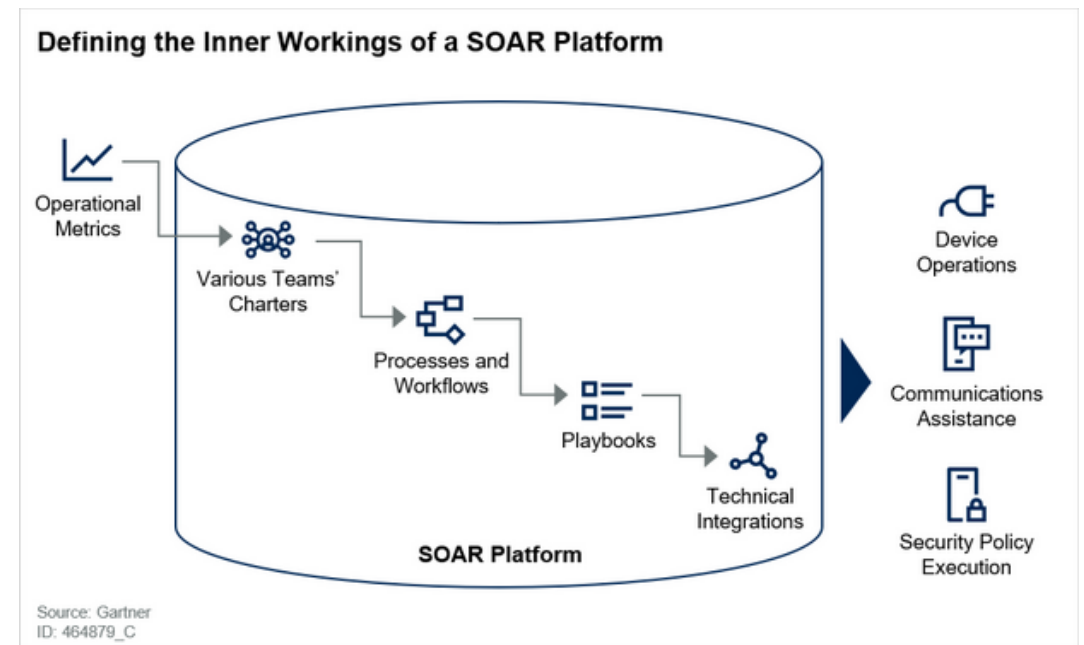 Defining the Inner Workings of a SOAR Platform
Operational
Metrics
Various Teams'
Charters
Processes and
Workflows
Playbooks
Technical
Integrations
SOAR Platform
Device
Operations
Communications
Assistance
Security Policy
Execution
Source: Gartner
ID: 464879_C